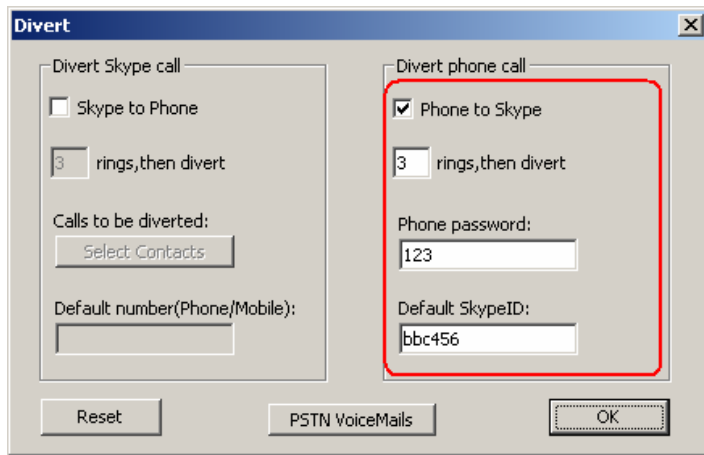 Divert
Divert Skype call
Skype to Phone
3 rings,then divert
Calls to be diverted:
Select Contacts
Default number(Phone/Mobile):
Divert phone call
Phone to Skype
3 rings,then divert
Phone password:
123
Default SkypeID:
bbc456
Reset
PSTN VoiceMails
OK